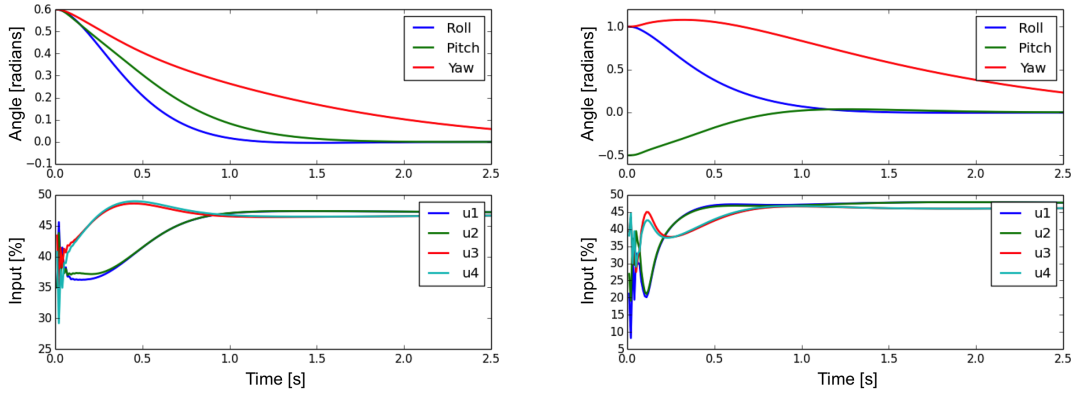 Angle [radians]
0.6
0.5
0.4
0.3
0.2
0.1
0.0
−0.1
0.0 0.5 1.0 1.5 2.0 2.5
Roll
Pitch
Yaw
Input [%]
50
45
40
35
30
25
0.0 0.5 1.0 1.5 2.0 2.5
u1
u2
u3
u4
Time [s]
Angle [radians]
1.0
0.5
0.0
−0.5
0.0 0.5 1.0 1.5 2.0 2.5
Roll
Pitch
Yaw
Input [%]
50
45
40
35
30
25
20
15
10
5
0.0 0.5 1.0 1.5 2.0 2.5
u1
u2
u3
u4
Time [s]